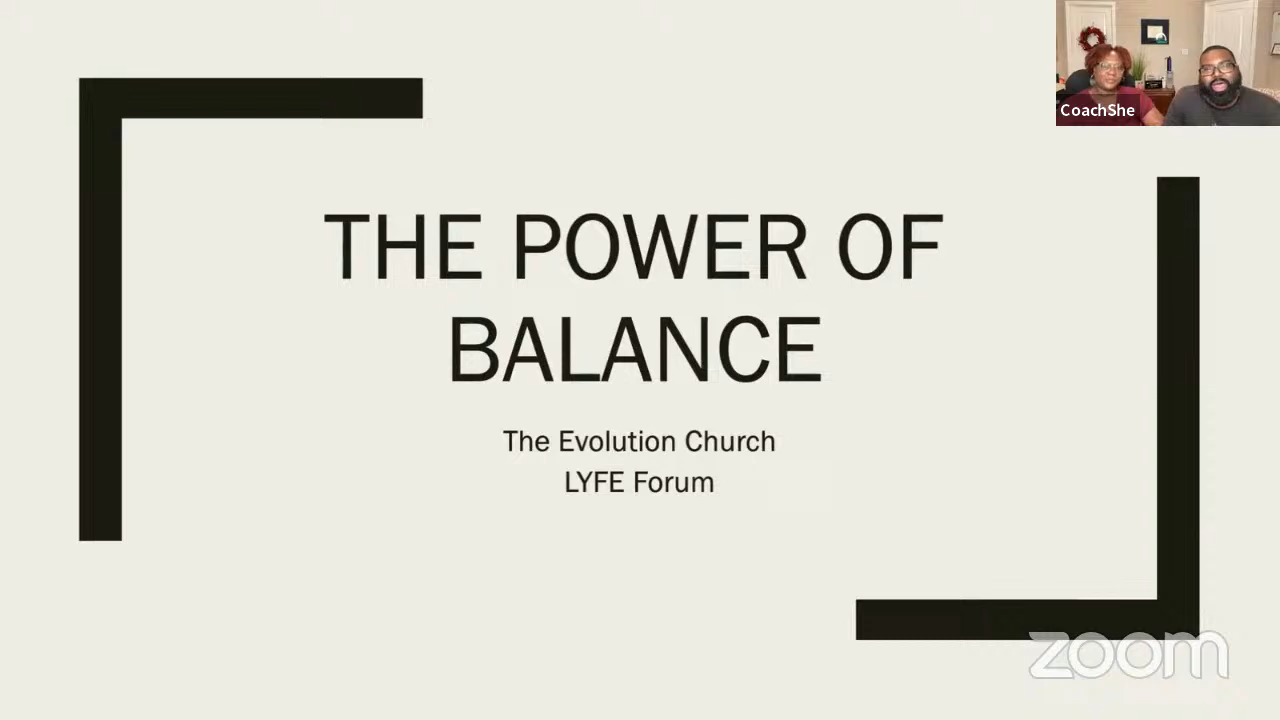 CoachShe
THE POWER OF
BALANCE
The Evolution Church
LYFE Forum
zoom